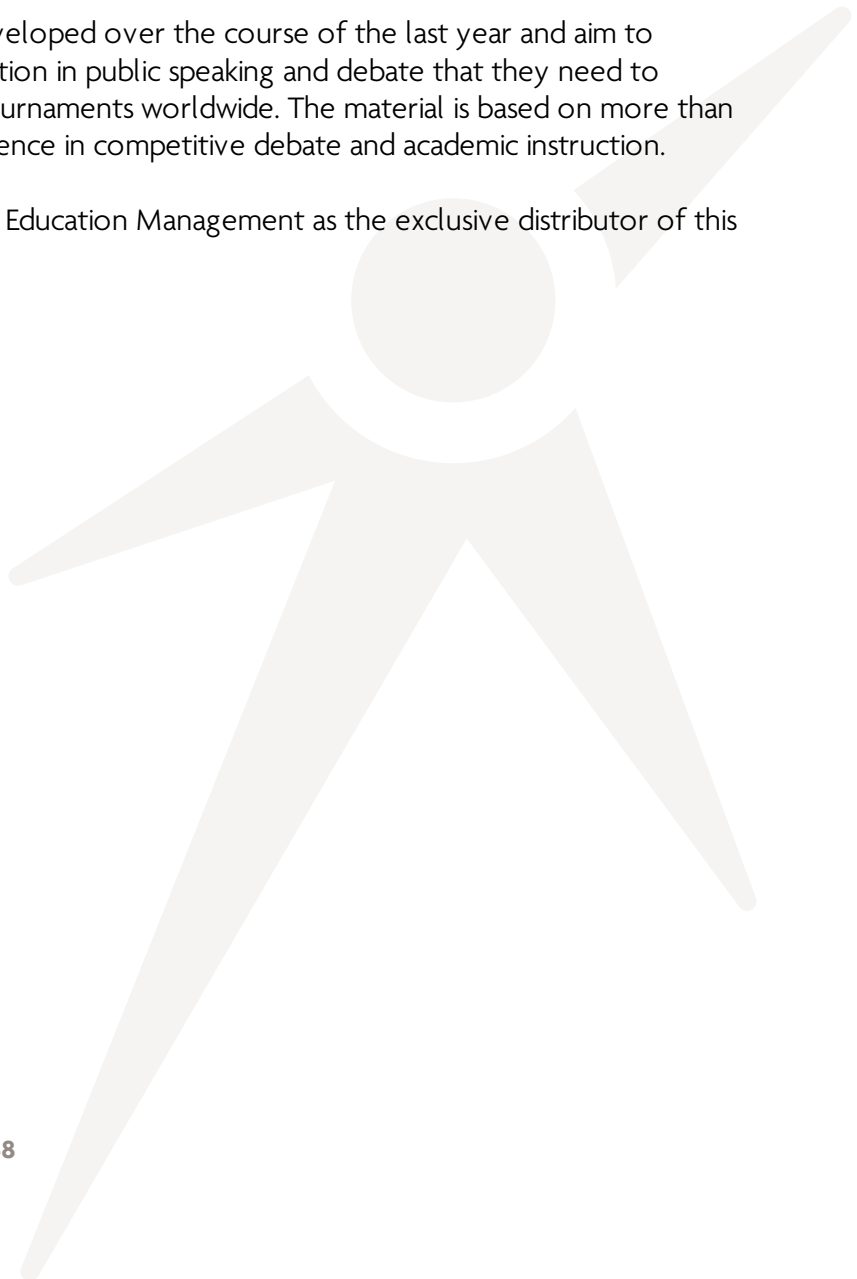 veloped over the course of the last year and aim to
tion in public speaking and debate that they need to
urnaments worldwide. The material is based on more than
ence in competitive debate and academic instruction.
Education Management as the exclusive distributor of this
8